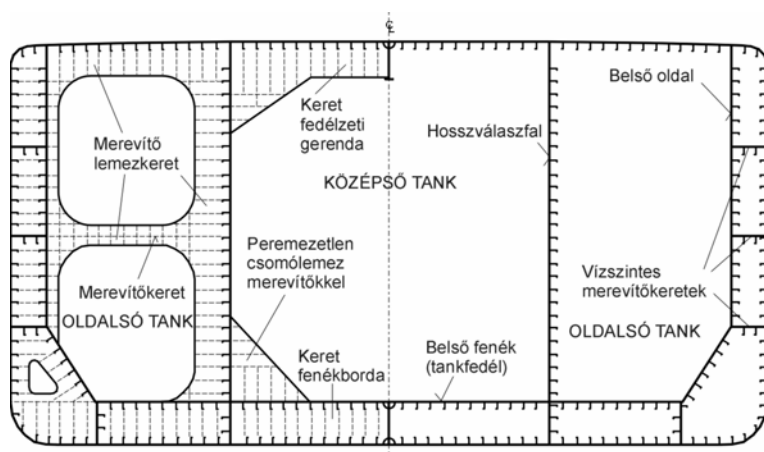 ℄
Merevítő
lemezkeret
Keret
fedélzeti
gerenda
Belső oldal
Hosszválaszfal
KÖZÉPSŐ TANK
Peremezetlen
csomólemez
merevítőkkel
Merevítőkeret
OLDALSÓ TANK
Vízszintes
merevítőkeretek
OLDALSÓ TANK
Keret
fenékborda
Belső fenék
(tankfedél)